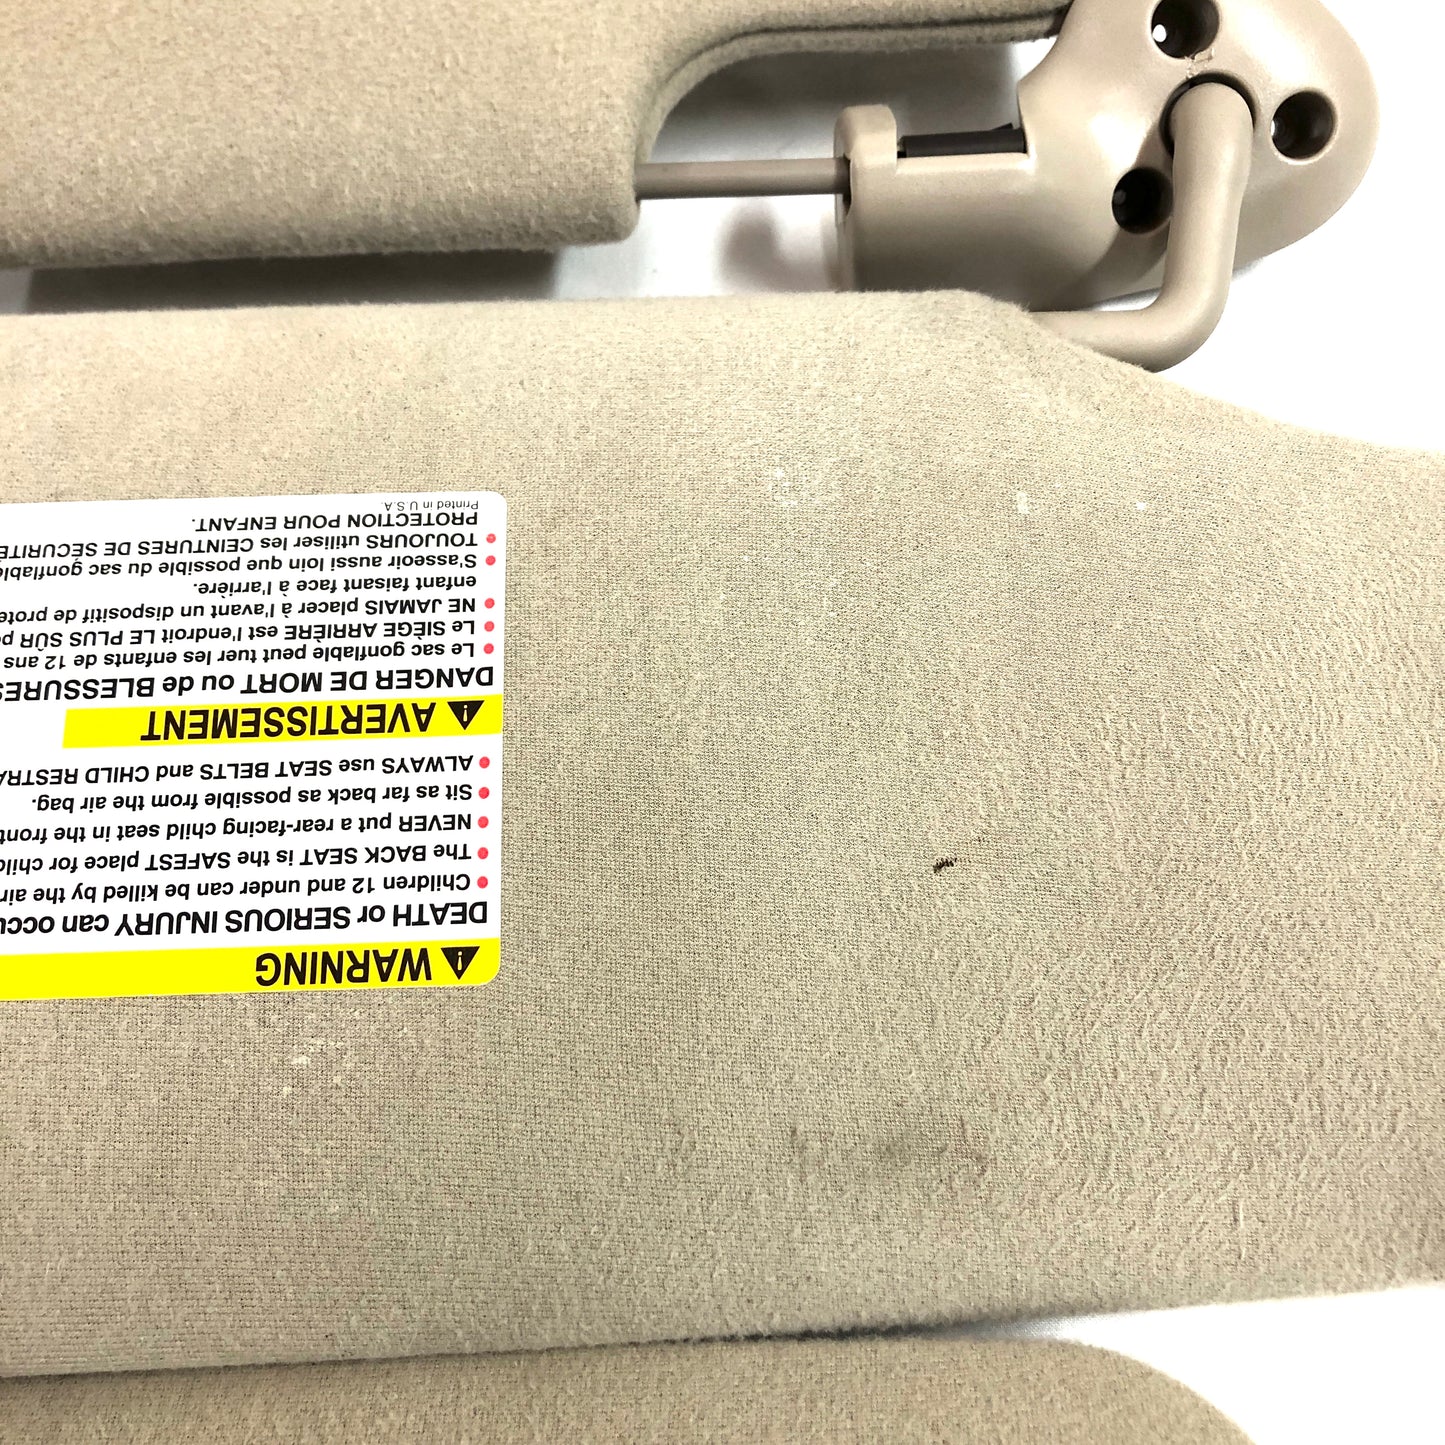 WARNING
DEATH or SERIOUS INJURY can occu
Children 12 and under can be killed by the air
The BACK SEAT is the SAFEST place for child
NEVER put a rear-facing child seat in the front
Sit as far back as possible from the air bag.
ALWAYS use SEAT BELTS and CHILD RESTRA
AVERTISSEMENT
DANGER DE MORT ou de BLESSURES
Le sac gonflable peut tuer les enfants de 12 ans
Le SIÈGE ARRIÈRE est l'endroit LE PLUS SÛR po
NE JAMAIS placer à l'avant un dispositif de prote
enfant faisant face à l'arrière.
S'asseoir aussi loin que possible du sac gonflable
TOUJOURS utiliser les CEINTURES DE SÉCURITÉ
PROTECTION POUR ENFANT.
Printed in U.S.A.